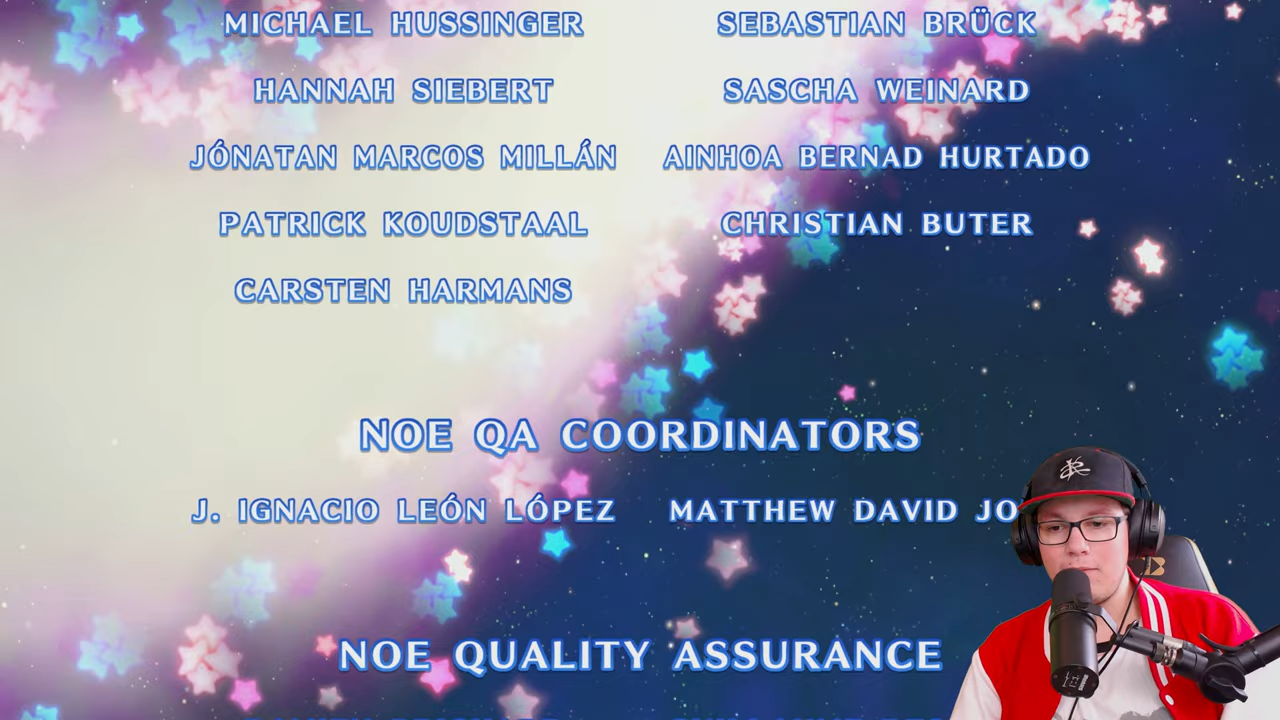 MICHAEL HUSSINGER SEBASTIAN BRÜCK
HANNAH SIEBERT SASCHA WEINARD
JÓNATAN MARCOS MILLÁN AINHOA BERNAD HURTADO
PATRICK KOUDSTAAL CHRISTIAN BUTER
CARSTEN HARMANS
NOE QA COORDINATORS
J. IGNACIO LEÓN LÓPEZ MATTHEW DAVID
NOE QUALITY ASSURANCE